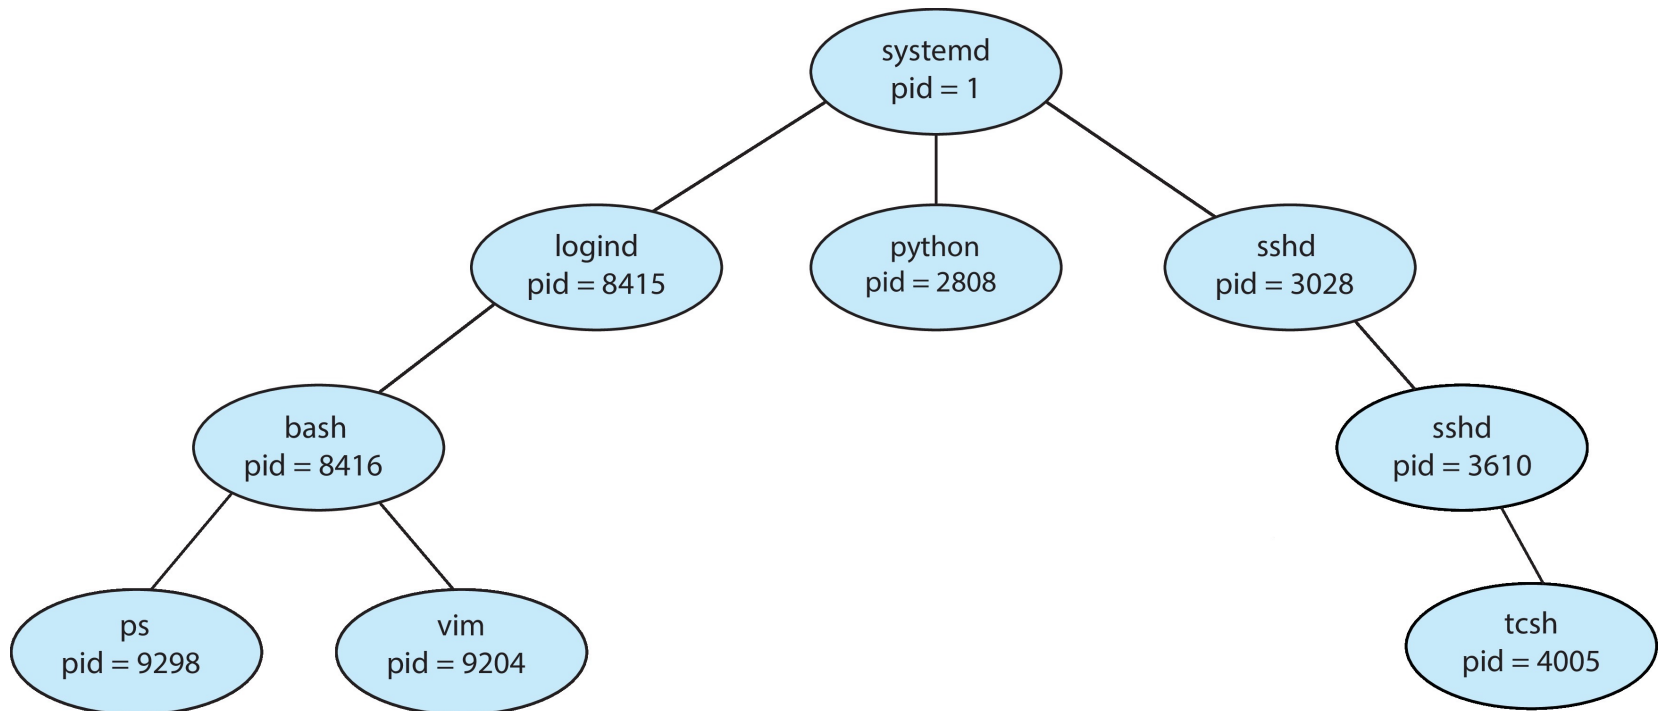 systemd
pid = 1
logind
pid = 8415
python
pid = 2808
sshd
pid = 3028
bash
pid = 8416
sshd
pid = 3610
ps
pid = 9298
vim
pid = 9204
tcsh
pid = 4005